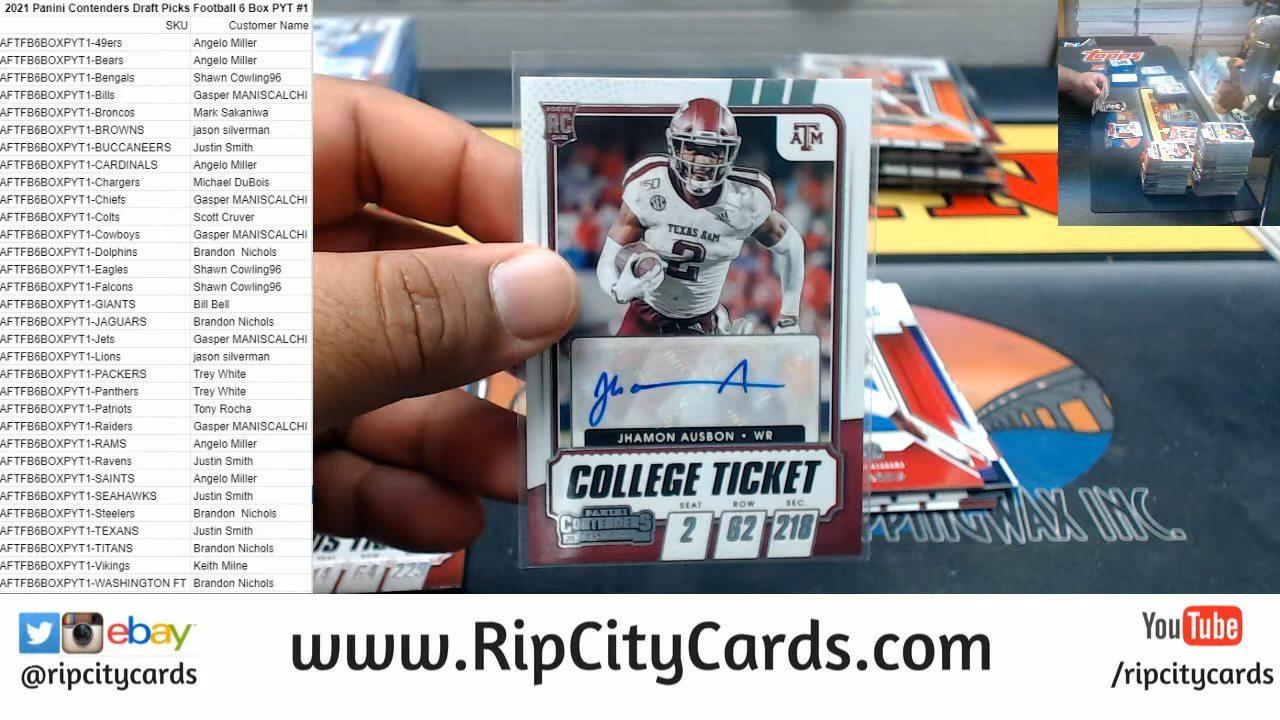 2021 Panini Contenders Draft Picks Football 6 Box PYT #1
SKU Customer Name
AFTFB6BOXPYT1-49ers Angelo Miller
AFTFB6BOXPYT1-Bears Angelo Miller
AFTFB6BOXPYT1-Bengals Shawn Cowling96
AFTFB6BOXPYT1-Bills Gasper MANISCALCHI
AFTFB6BOXPYT1-Broncos Mark Sakaniwa
AFTFB6BOXPYT1-BROWNS jason silverman
AFTFB6BOXPYT1-BUCCANEERS Justin Smith
AFTFB6BOXPYT1-CARDINALS Angelo Miller
AFTFB6BOXPYT1-Chargers Michael DuBois
AFTFB6BOXPYT1-Chiefs Gasper MANISCALCHI
AFTFB6BOXPYT1-Colts Scott Cruver
AFTFB6BOXPYT1-Cowboys Gasper MANISCALCHI
AFTFB6BOXPYT1-Dolphins Brandon Nichols
AFTFB6BOXPYT1-Eagles Shawn Cowling96
AFTFB6BOXPYT1-Falcons Shawn Cowling96
AFTFB6BOXPYT1-GIANTS Bill Bell
AFTFB6BOXPYT1-JAGUARS Brandon Nichols
AFTFB6BOXPYT1-Jets Gasper MANISCALCHI
AFTFB6BOXPYT1-Lions jason silverman
AFTFB6BOXPYT1-PACKERS Trey White
AFTFB6BOXPYT1-Panthers Trey White
AFTFB6BOXPYT1-Patriots Tony Rocha
AFTFB6BOXPYT1-Raiders Gasper MANISCALCHI
AFTFB6BOXPYT1-RAMS Angelo Miller
AFTFB6BOXPYT1-Ravens Justin Smith
AFTFB6BOXPYT1-SAINTS Angelo Miller
AFTFB6BOXPYT1-SEAHAWKS Justin Smith
AFTFB6BOXPYT1-Steelers Brandon Nichols
AFTFB6BOXPYT1-TEXANS Justin Smith
AFTFB6BOXPYT1-TITANS Brandon Nichols
AFTFB6BOXPYT1-Vikings Keith Milne
AFTFB6BOXPYT1-WASHINGTON FT Brandon Nichols
RC
ATM
150
SEC
TEXAS A&M
2
JHAMON AUSBON • WR
COLLEGE TICKET
SEAT ROW SEC.
2 62 218
PANINI
CONTENDERS
Topps
WAX INC.
ebay
@ripcitycards
www.RipCityCards.com
YouTube
/ripcitycards